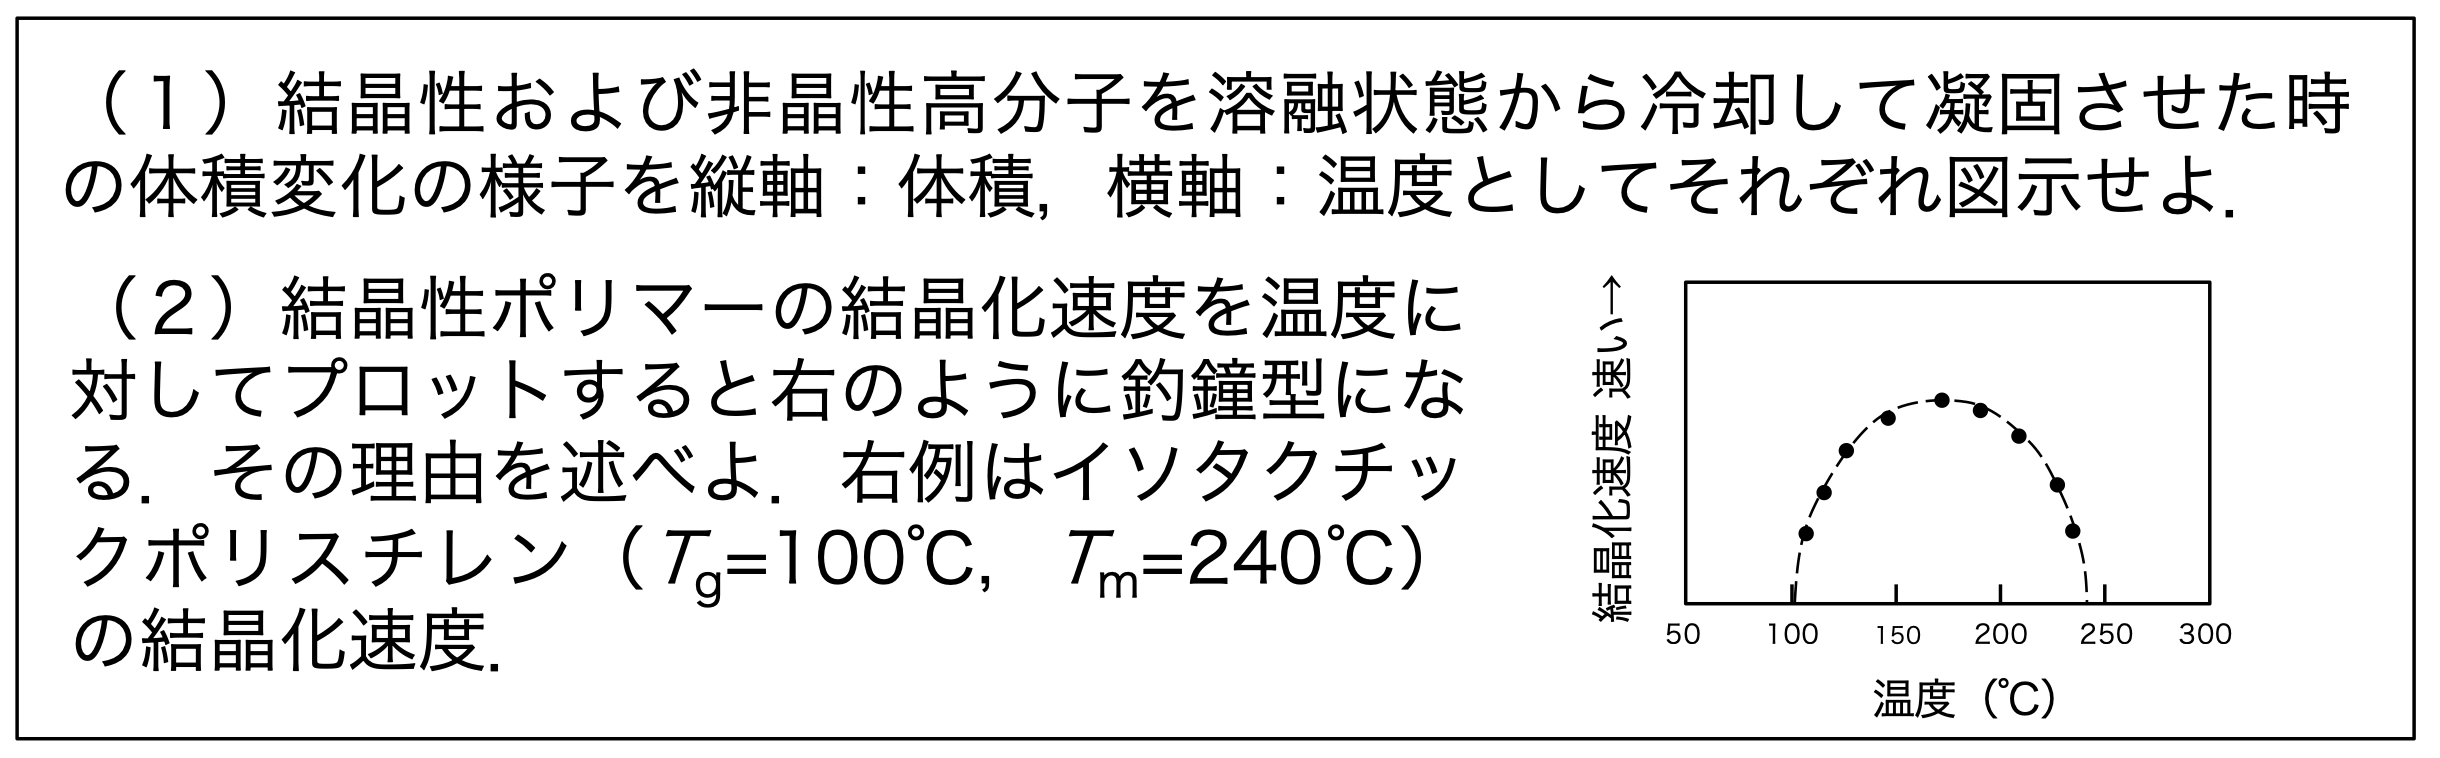 （１）結晶性および非晶性高分子を溶融状態から冷却して凝固させた時
の体積変化の様子を縦軸：体積，横軸：温度としてそれぞれ図示せよ．
（２）結晶性ポリマーの結晶化速度を温度に
対してプロットすると右のように釣鐘型にな
る．その理由を述べよ．右例はイソタクチッ
クポリスチレン（Tg=100℃，Tm=240℃）
の結晶化速度．
結晶化速度 速い→
50 100 150 200 250 300
温度（℃）